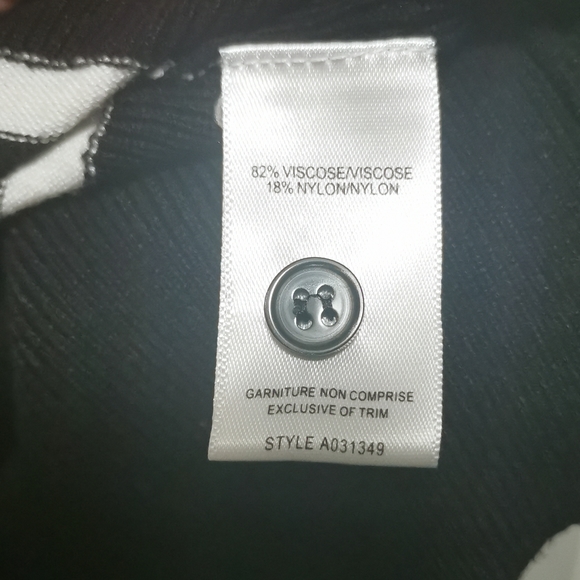 82% VISCOSE/VISCOSE
18% NYLON/NYLON
GARNITURE NON COMPRISE
EXCLUSIVE OF TRIM
STYLE A031349